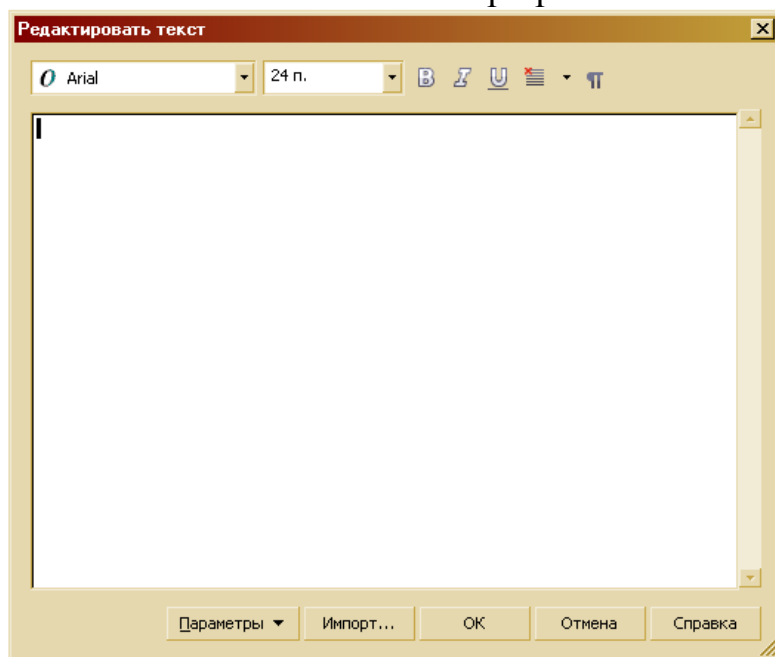 Редактировать текст
O Arial 24 п. B I U ¶
Параметры Импорт... ОК Отмена Справка